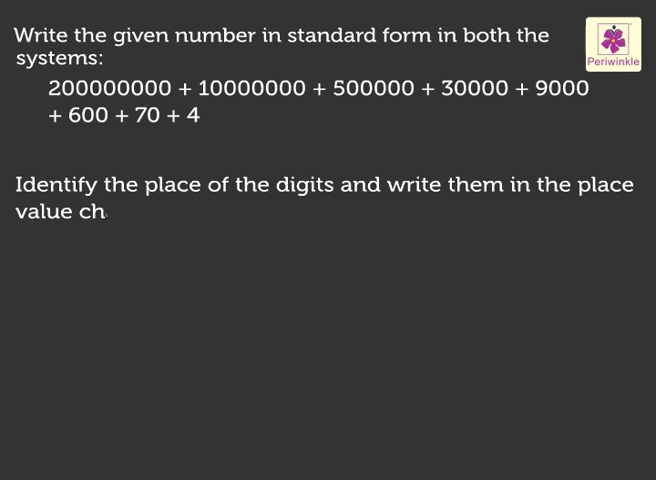 Write the given number in standard form in both the
systems:
200000000 + 10000000 + 500000 + 30000 + 9000
+ 600 + 70 + 4
Periwinkle
Identify the place of the digits and write them in the place
value ch